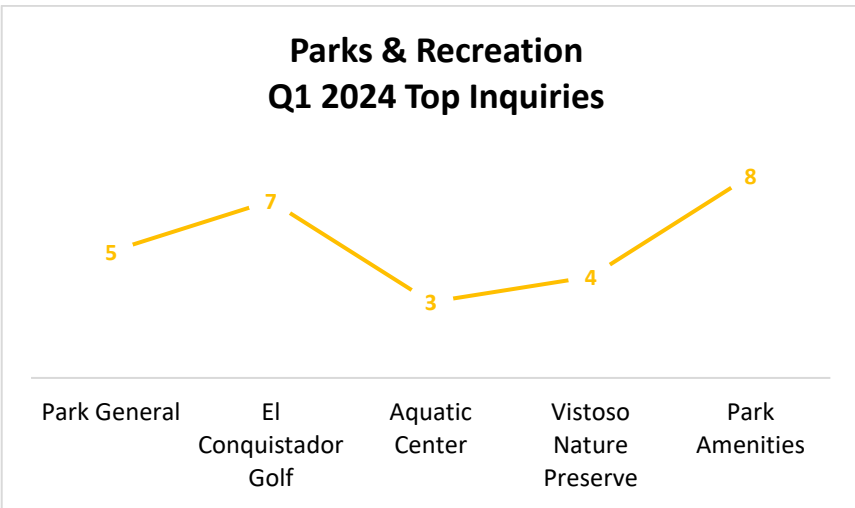 Parks & Recreation
Q1 2024 Top Inquiries
8
7
5
4
3
Park General
El
Conquistador
Golf
Aquatic
Center
Vistoso
Nature
Preserve
Park
Amenities